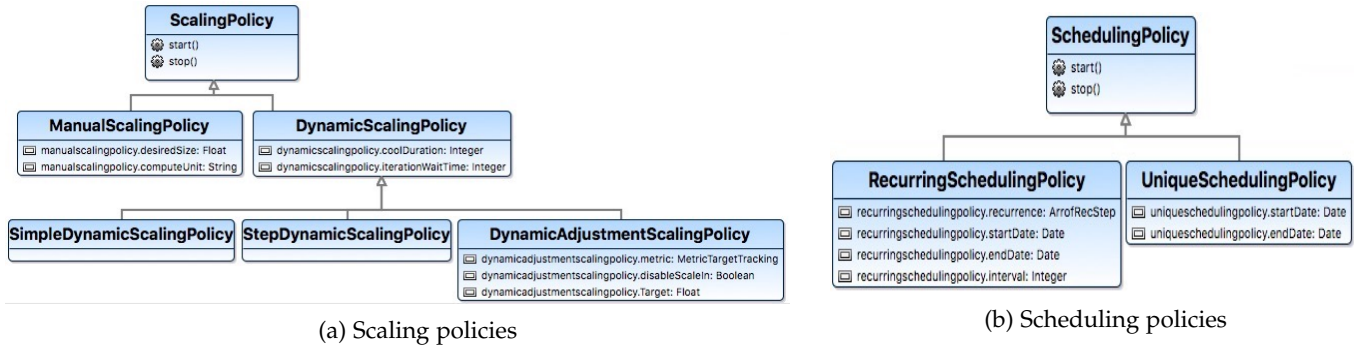 ScalingPolicy
start()
stop()
ManualScalingPolicy
manualscalingpolicy.desiredSize: Float
manualscalingpolicy.computeUnit: String
DynamicScalingPolicy
dynamicscalingpolicy.coolDuration: Integer
dynamicscalingpolicy.iterationWaitTime: Integer
SimpleDynamicScalingPolicy
StepDynamicScalingPolicy
DynamicAdjustmentScalingPolicy
dynamicadjustmentscalingpolicy.metric: MetricTargetTracking
dynamicadjustmentscalingpolicy.disableScaleIn: Boolean
dynamicadjustmentscalingpolicy.Target: Float
(a) Scaling policies
SchedulingPolicy
start()
stop()
RecurringSchedulingPolicy
recurringschedulingpolicy.recurrence: ArrofRecStep
recurringschedulingpolicy.startDate: Date
recurringschedulingpolicy.endDate: Date
recurringschedulingpolicy.interval: Integer
UniqueSchedulingPolicy
uniqueschedulingpolicy.startDate: Date
uniqueschedulingpolicy.endDate: Date
(b) Scheduling policies